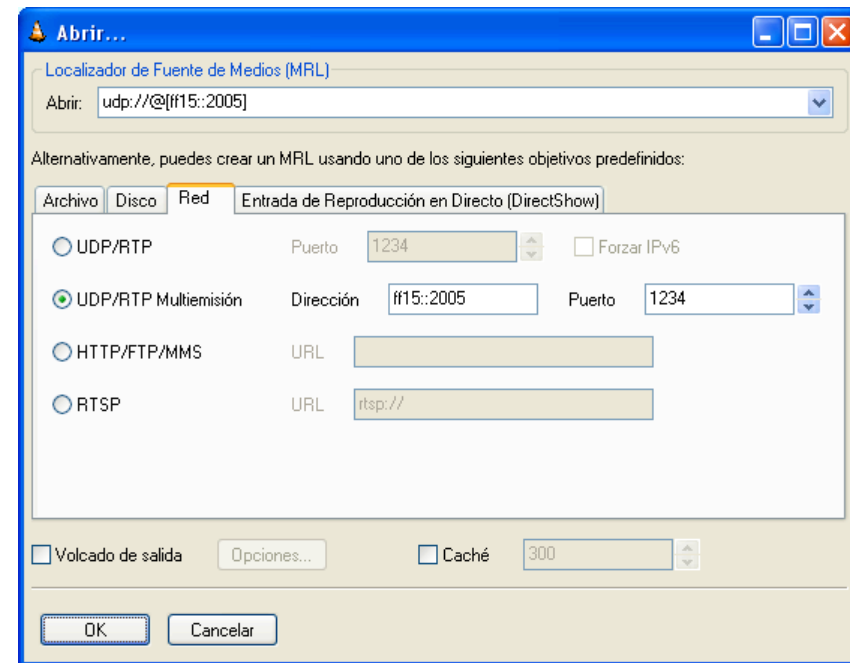 Abrir...
Localizador de Fuente de Medios (MRL)
Abrir: udp://@[ff15::2005]
Alternativamente, puedes crear un MRL usando uno de los siguientes objetivos predefinidos:
Archivo Disco Red Entrada de Reproducción en Directo (DirectShow)
UDP/RTP Puerto 1234 Forzar IPv6
UDP/RTP Multiemisión Dirección ff15::2005 Puerto 1234
HTTP/FTP/MMS URL
RTSP URL rtsp://
Volcado de salida Opciones... Caché 300
OK Cancelar